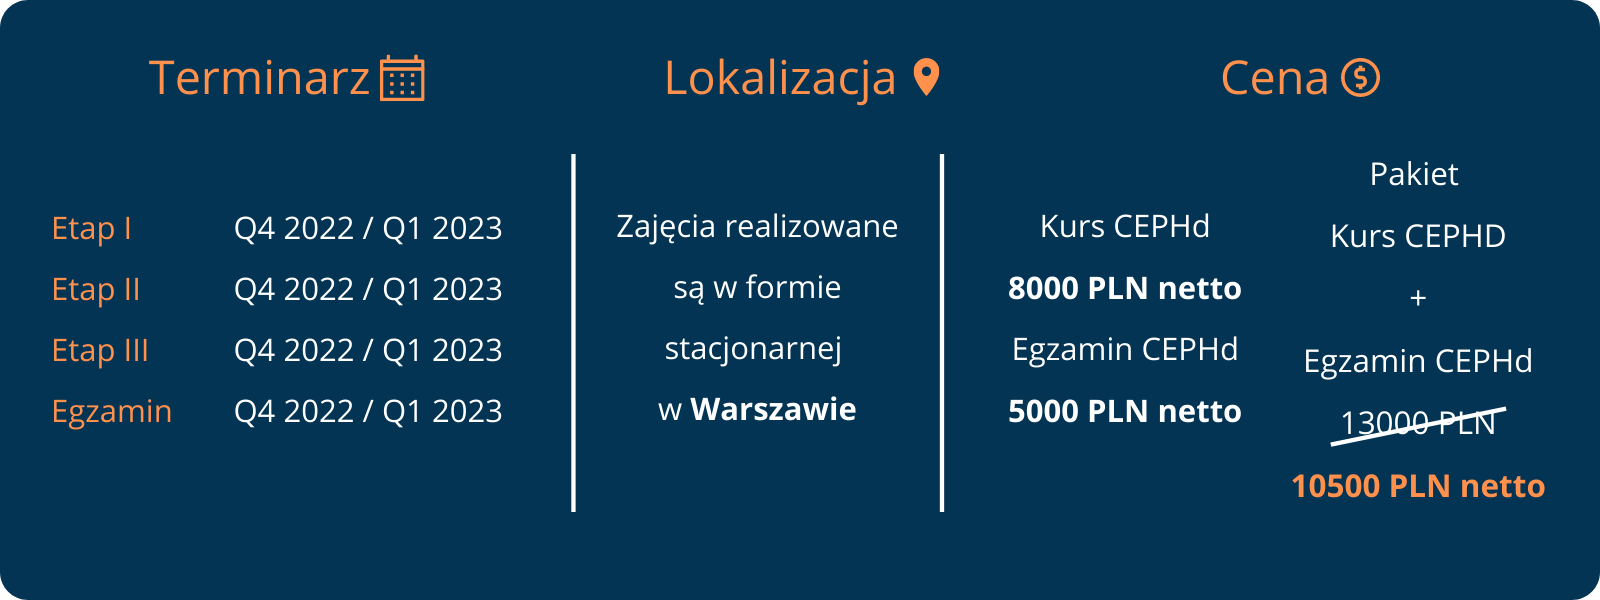 Terminarz
Etap I Q4 2022 / Q1 2023
Etap II Q4 2022 / Q1 2023
Etap III Q4 2022 / Q1 2023
Egzamin Q4 2022 / Q1 2023
Lokalizacja
Zajęcia realizowane
są w formie
stacjonarnej
w Warszawie
Cena
Kurs CEPHd
8000 PLN netto
Egzamin CEPHd
5000 PLN netto
Pakiet
Kurs CEPHD
+
Egzamin CEPHd
13000 PLN
10500 PLN netto